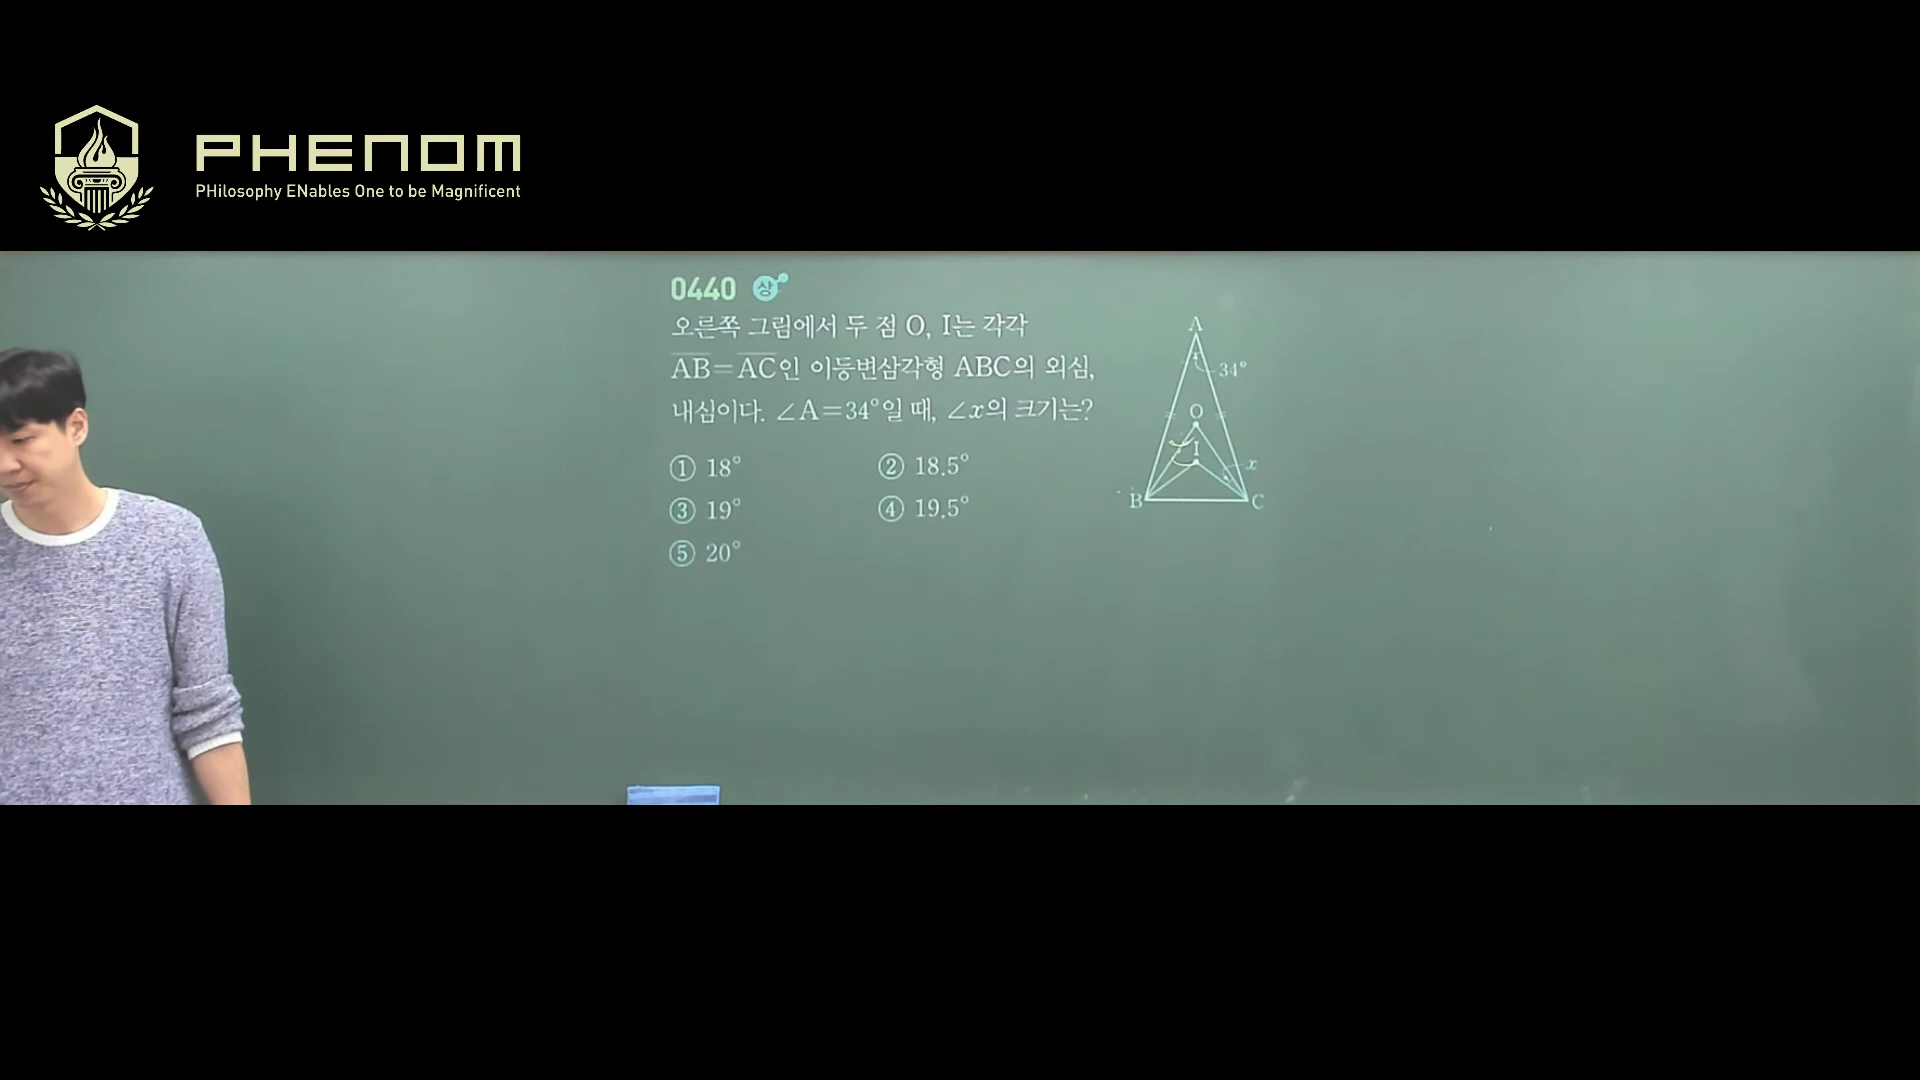 PHENOM
PHilosophy ENables One to be Magnificent
0440 상
오른쪽 그림에서 두 점 O, I는 각각
AB=AC인 이등변삼각형 ABC의 외심,
내심이다. ∠A=34°일 때, ∠x의 크기는?
① 18° ② 18.5°
③ 19° ④ 19.5°
⑤ 20°
A
34°
O
I
x
B C